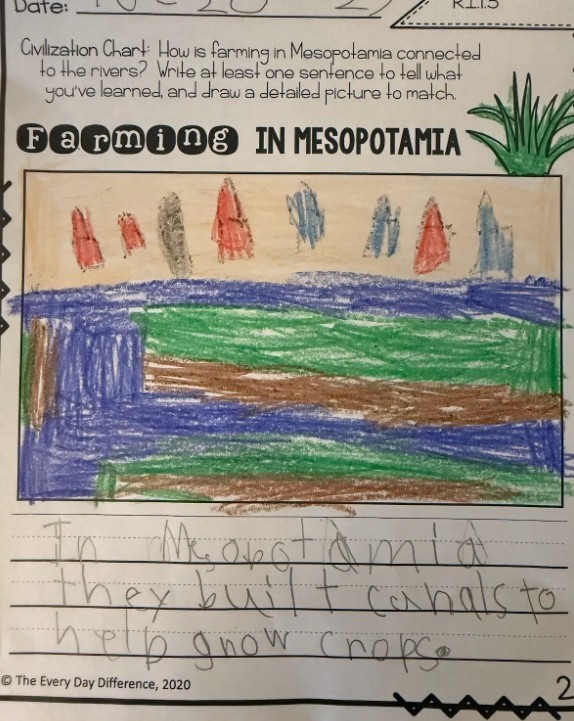 Date:
RI.1.3
Civilization Chart: How is farming in Mesopotamia connected
to the rivers? Write at least one sentence to tell what
you've learned, and draw a detailed picture to match.
Farming IN MESOPOTAMIA
In Mesopotamia
they built canals to
help grow crops.
© The Every Day Difference, 2020
2